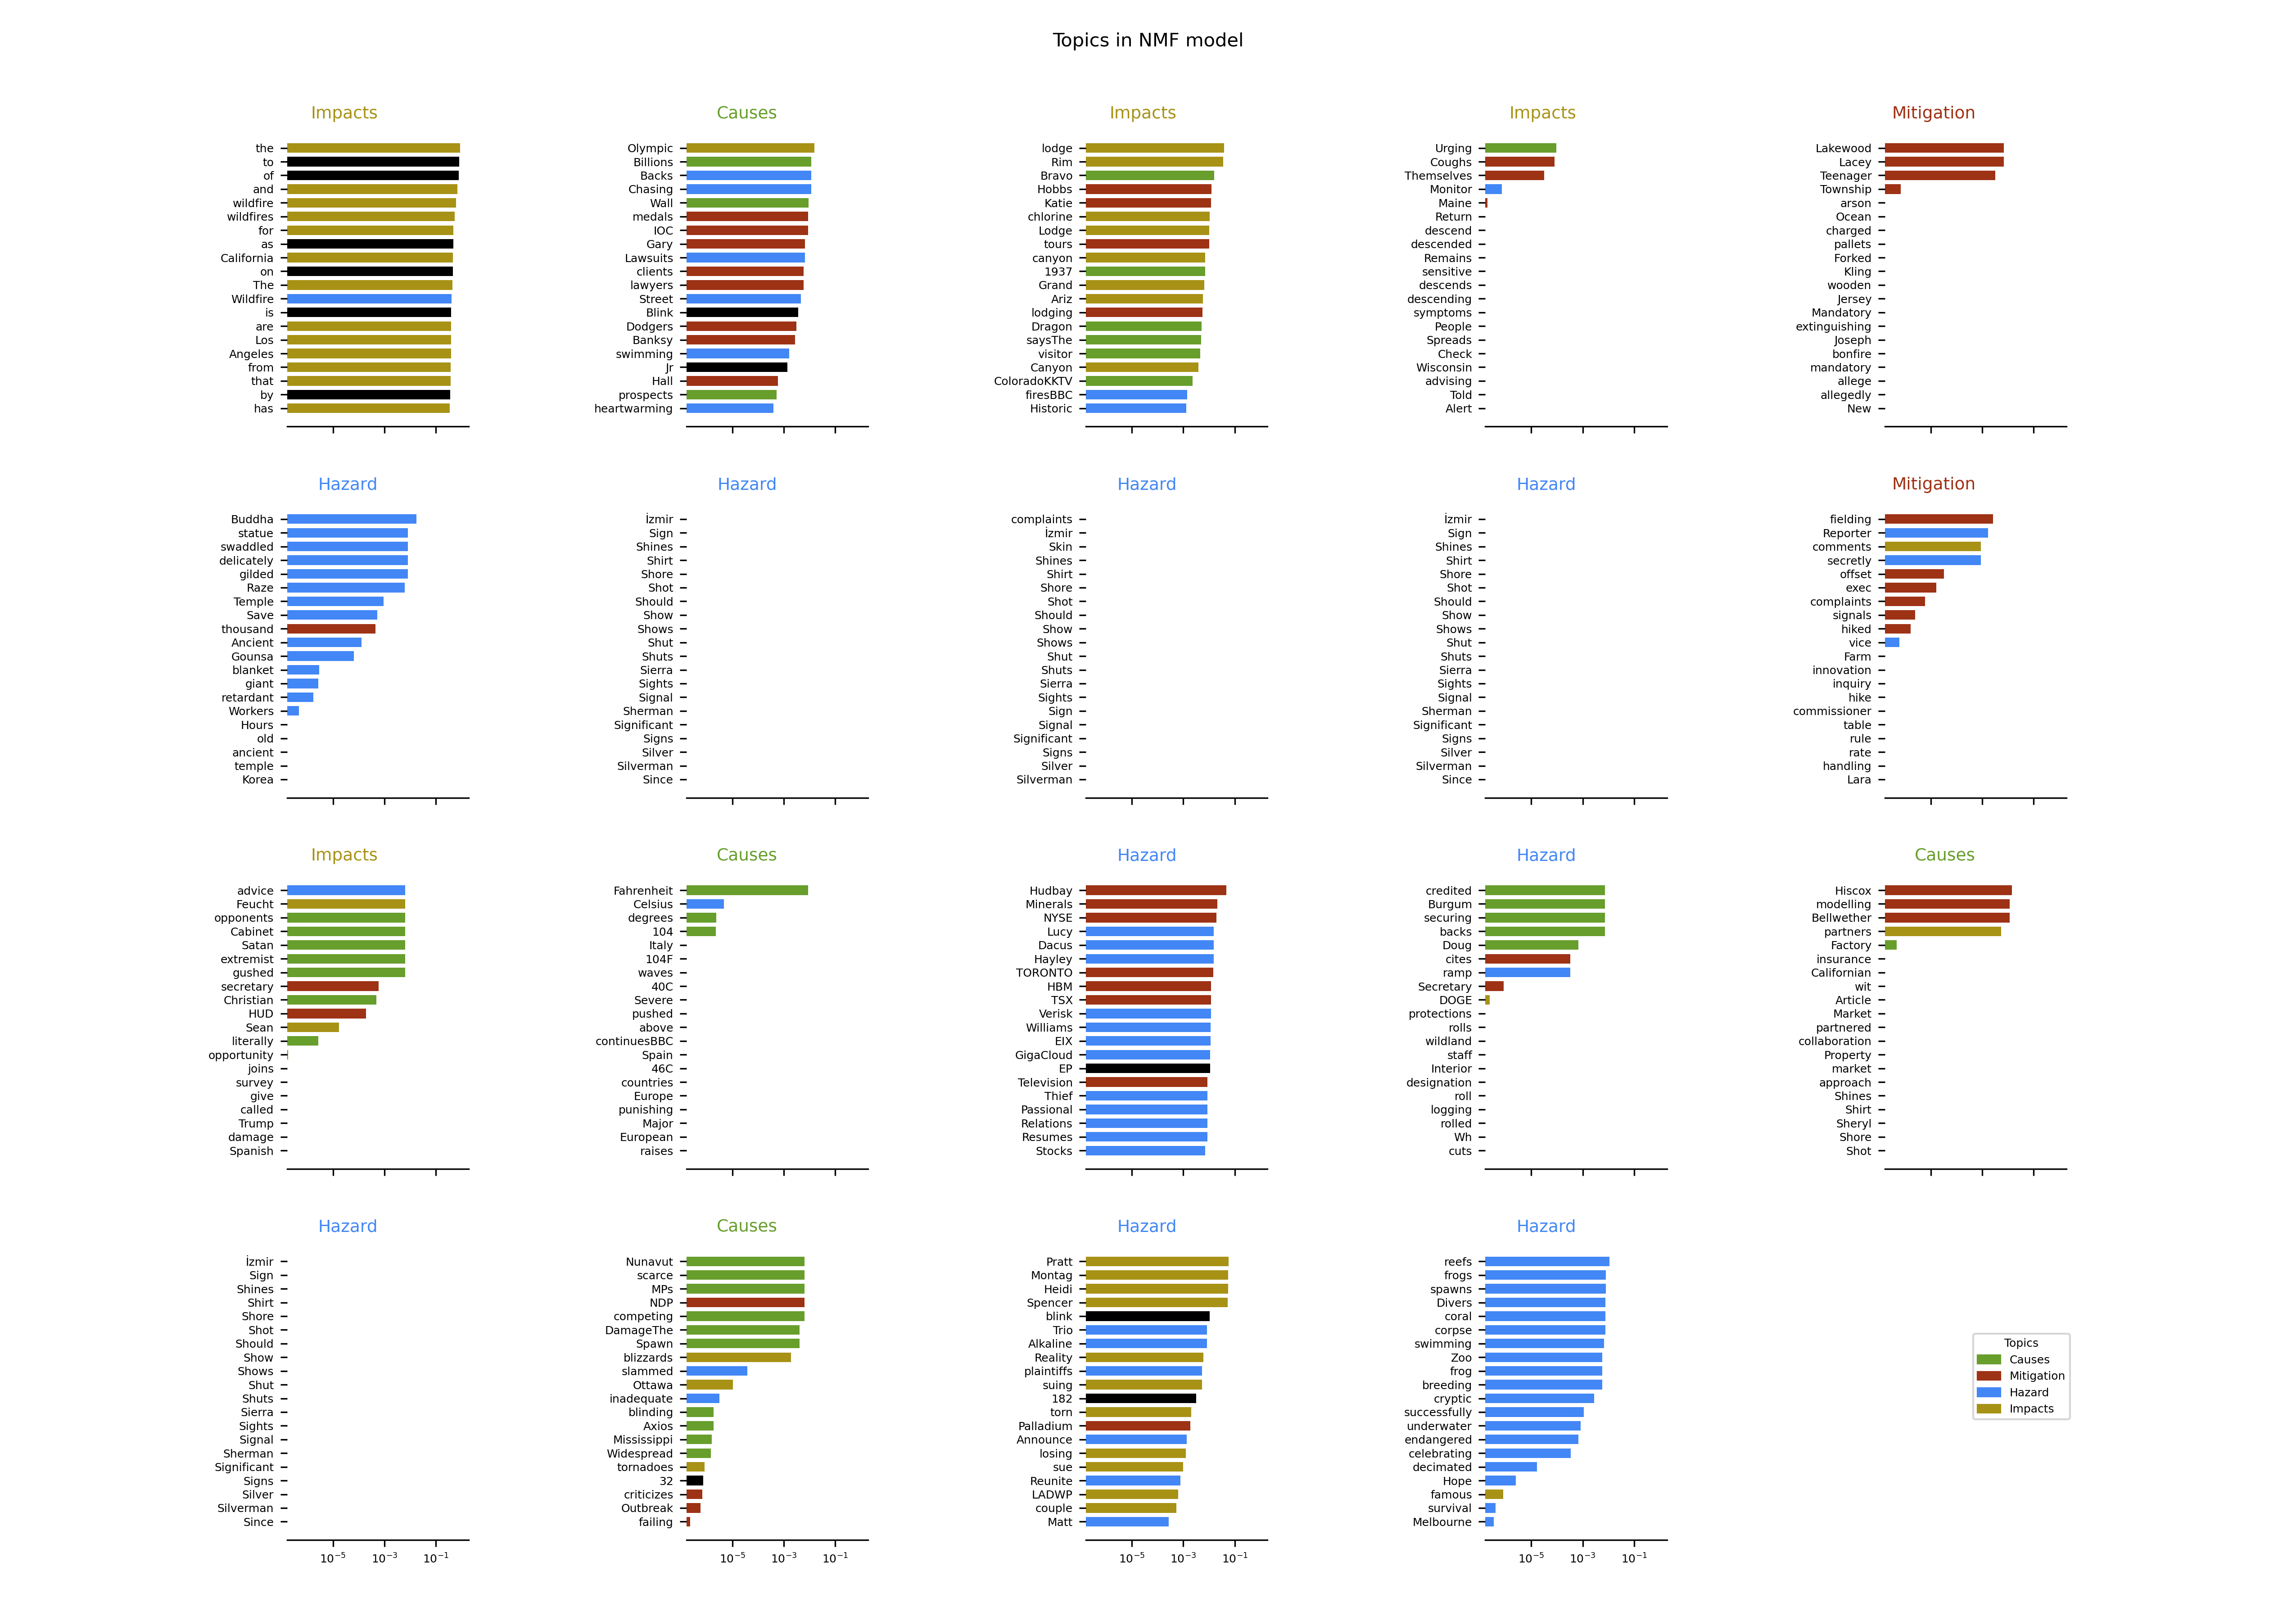 Topics in NMF model
Impacts
the
to
of
and
wildfire
wildfires
for
as
California
on
The
Wildfire
is
are
Los
Angeles
from
that
by
has
Causes
Olympic
Billions
Backs
Chasing
Wall
medals
IOC
Gary
Lawsuits
clients
lawyers
Street
Blink
Dodgers
Banksy
swimming
Jr
Hall
prospects
heartwarming
Impacts
lodge
Rim
Bravo
Hobbs
Katie
chlorine
Lodge
tours
canyon
1937
Grand
Ariz
lodging
Dragon
saysThe
visitor
Canyon
ColoradoKKTV
firesBBC
Historic
Impacts
Urging
Coughs
Themselves
Monitor
Maine
Return
descend
descended
Remains
sensitive
descends
descending
symptoms
People
Spreads
Check
Wisconsin
advising
Told
Alert
Mitigation
Lakewood
Lacey
Teenager
Township
arson
Ocean
charged
pallets
Forked
Kling
wooden
Jersey
Mandatory
extinguishing
Joseph
bonfire
mandatory
allege
allegedly
New
Hazard
Buddha
statue
swaddled
delicately
gilded
Raze
Temple
Save
thousand
Ancient
Gounsa
blanket
giant
retardant
Workers
Hours
old
ancient
temple
Korea
Hazard
İzmir
Sign
Shines
Shirt
Shore
Shot
Should
Show
Shows
Shut
Shuts
Sierra
Sights
Signal
Sherman
Significant
Signs
Silver
Silverman
Since
Hazard
complaints
İzmir
Skin
Shines
Shirt
Shore
Shot
Should
Show
Shows
Shut
Shuts
Sierra
Sights
Sign
Signal
Significant
Signs
Silver
Silverman
Hazard
İzmir
Sign
Shines
Shirt
Shore
Shot
Should
Show
Shows
Shut
Shuts
Sierra
Sights
Signal
Sherman
Significant
Signs
Silver
Silverman
Since
Mitigation
fielding
Reporter
comments
secretly
offset
exec
complaints
signals
hiked
vice
Farm
innovation
inquiry
hike
commissioner
table
rule
rate
handling
Lara
Impacts
advice
Feucht
opponents
Cabinet
Satan
extremist
gushed
secretary
Christian
HUD
Sean
literally
opportunity
joins
survey
give
called
Trump
damage
Spanish
Causes
Fahrenheit
Celsius
degrees
104
Italy
104F
waves
40C
Severe
pushed
above
continuesBBC
Spain
46C
countries
Europe
punishing
Major
European
raises
Hazard
Hudbay
Minerals
NYSE
Lucy
Dacus
Hayley
TORONTO
HBM
TSX
Verisk
Williams
EIX
GigaCloud
EP
Television
Thief
Passional
Relations
Resumes
Stocks
Hazard
credited
Burgum
securing
backs
Doug
cites
ramp
Secretary
DOGE
protections
rolls
wildland
staff
Interior
designation
roll
logging
rolled
Wh
cuts
Causes
Hiscox
modelling
Bellwether
partners
Factory
insurance
Californian
wit
Article
Market
partnered
collaboration
Property
market
approach
Shines
Shirt
Sheryl
Shore
Shot
Hazard
İzmir
Sign
Shines
Shirt
Shore
Shot
Should
Show
Shows
Shut
Shuts
Sierra
Sights
Signal
Sherman
Significant
Signs
Silver
Silverman
Since
10⁻⁵ 10⁻³ 10⁻¹
Causes
Nunavut
scarce
MPs
NDP
competing
DamageThe
Spawn
blizzards
slammed
Ottawa
inadequate
blinding
Axios
Mississippi
Widespread
tornadoes
32
criticizes
Outbreak
failing
10⁻⁵ 10⁻³ 10⁻¹
Hazard
Pratt
Montag
Heidi
Spencer
blink
Trio
Alkaline
Reality
plaintiffs
suing
182
torn
Palladium
Announce
losing
sue
Reunite
LADWP
couple
Matt
10⁻⁵ 10⁻³ 10⁻¹
Hazard
reefs
frogs
spawns
Divers
coral
corpse
swimming
Zoo
frog
breeding
cryptic
successfully
underwater
endangered
celebrating
decimated
Hope
famous
survival
Melbourne
10⁻⁵ 10⁻³ 10⁻¹
Topics
Causes
Mitigation
Hazard
Impacts